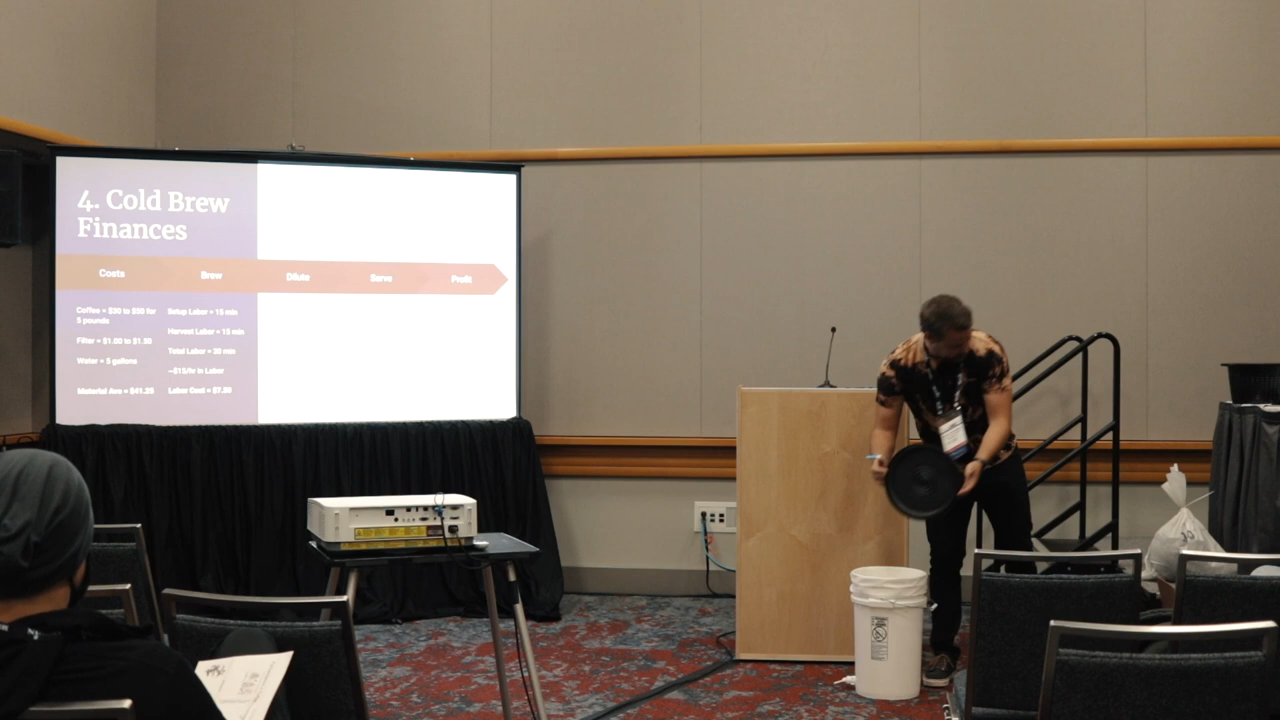 4. Cold Brew
Finances
Costs
Brew
Dilute
Serve
Profit
Coffee = $30 to $50 for
5 pounds
Filter = $1.00 to $1.50
Water = 5 gallons
Material Ave = $41.25
Setup Labor = 15 min
Harvest Labor = 15 min
Total Labor = 30 min
~$15/hr in Labor
Labor Cost = $7.50